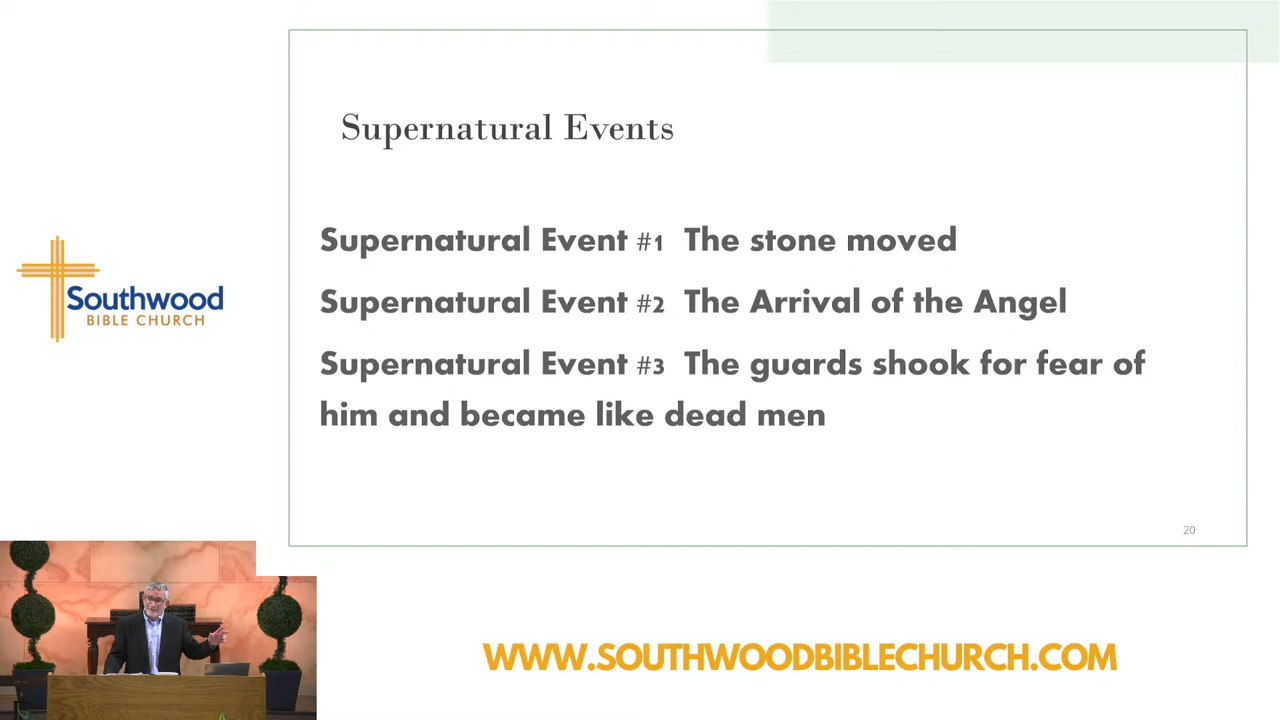 Supernatural Events
Supernatural Event #1 The stone moved
Supernatural Event #2 The Arrival of the Angel
Supernatural Event #3 The guards shook for fear of
him and became like dead men
20
Southwood
BIBLE CHURCH
WWW.SOUTHWOODBIBLECHURCH.COM